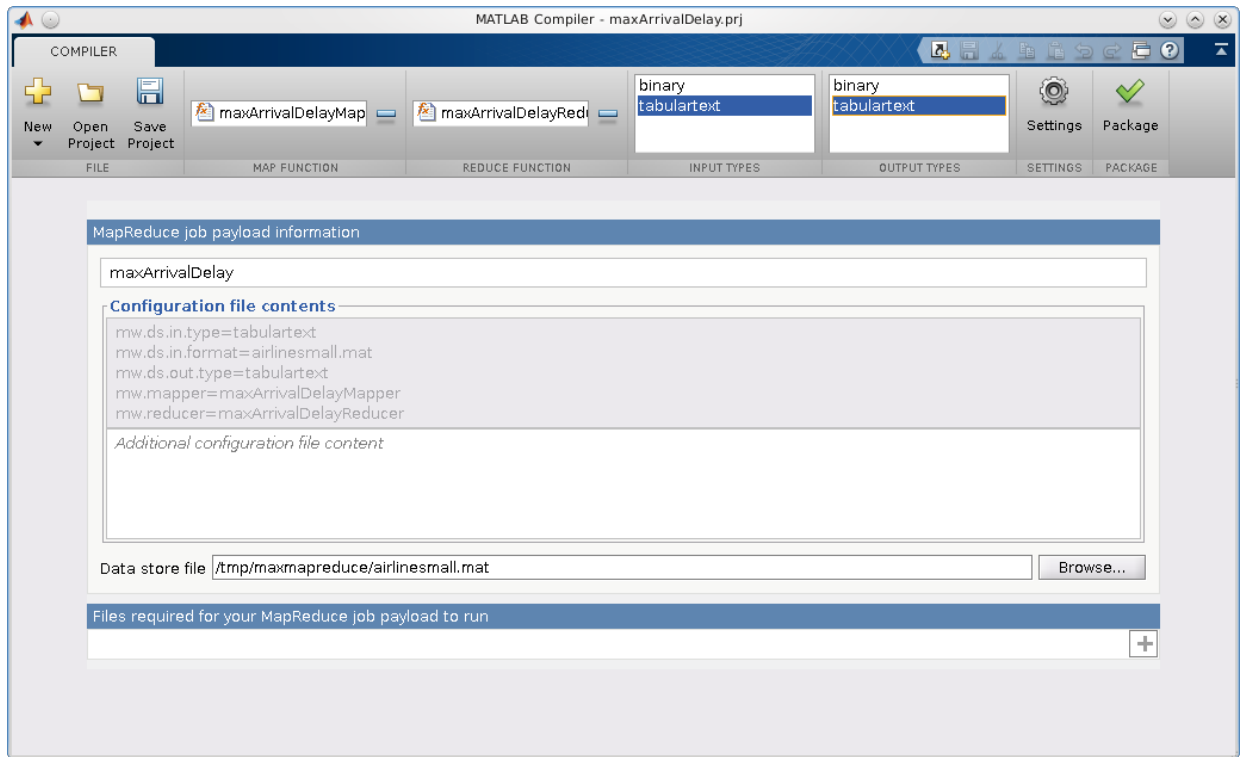 MATLAB Compiler - maxArrivalDelay.prj
COMPILER
New
Open Project
Save Project
FILE
maxArrivalDelayMap
MAP FUNCTION
maxArrivalDelayRedu
REDUCE FUNCTION
binary
tabulartext
INPUT TYPES
binary
tabulartext
OUTPUT TYPES
Settings
SETTINGS
Package
PACKAGE
MapReduce job payload information
maxArrivalDelay
Configuration file contents
mw.ds.in.type=tabulartext
mw.ds.in.format=airlinesmall.mat
mw.ds.out.type=tabulartext
mw.mapper=maxArrivalDelayMapper
mw.reducer=maxArrivalDelayReducer
Additional configuration file content
Data store file /tmp/maxmapreduce/airlinesmall.mat Browse...
Files required for your MapReduce job payload to run